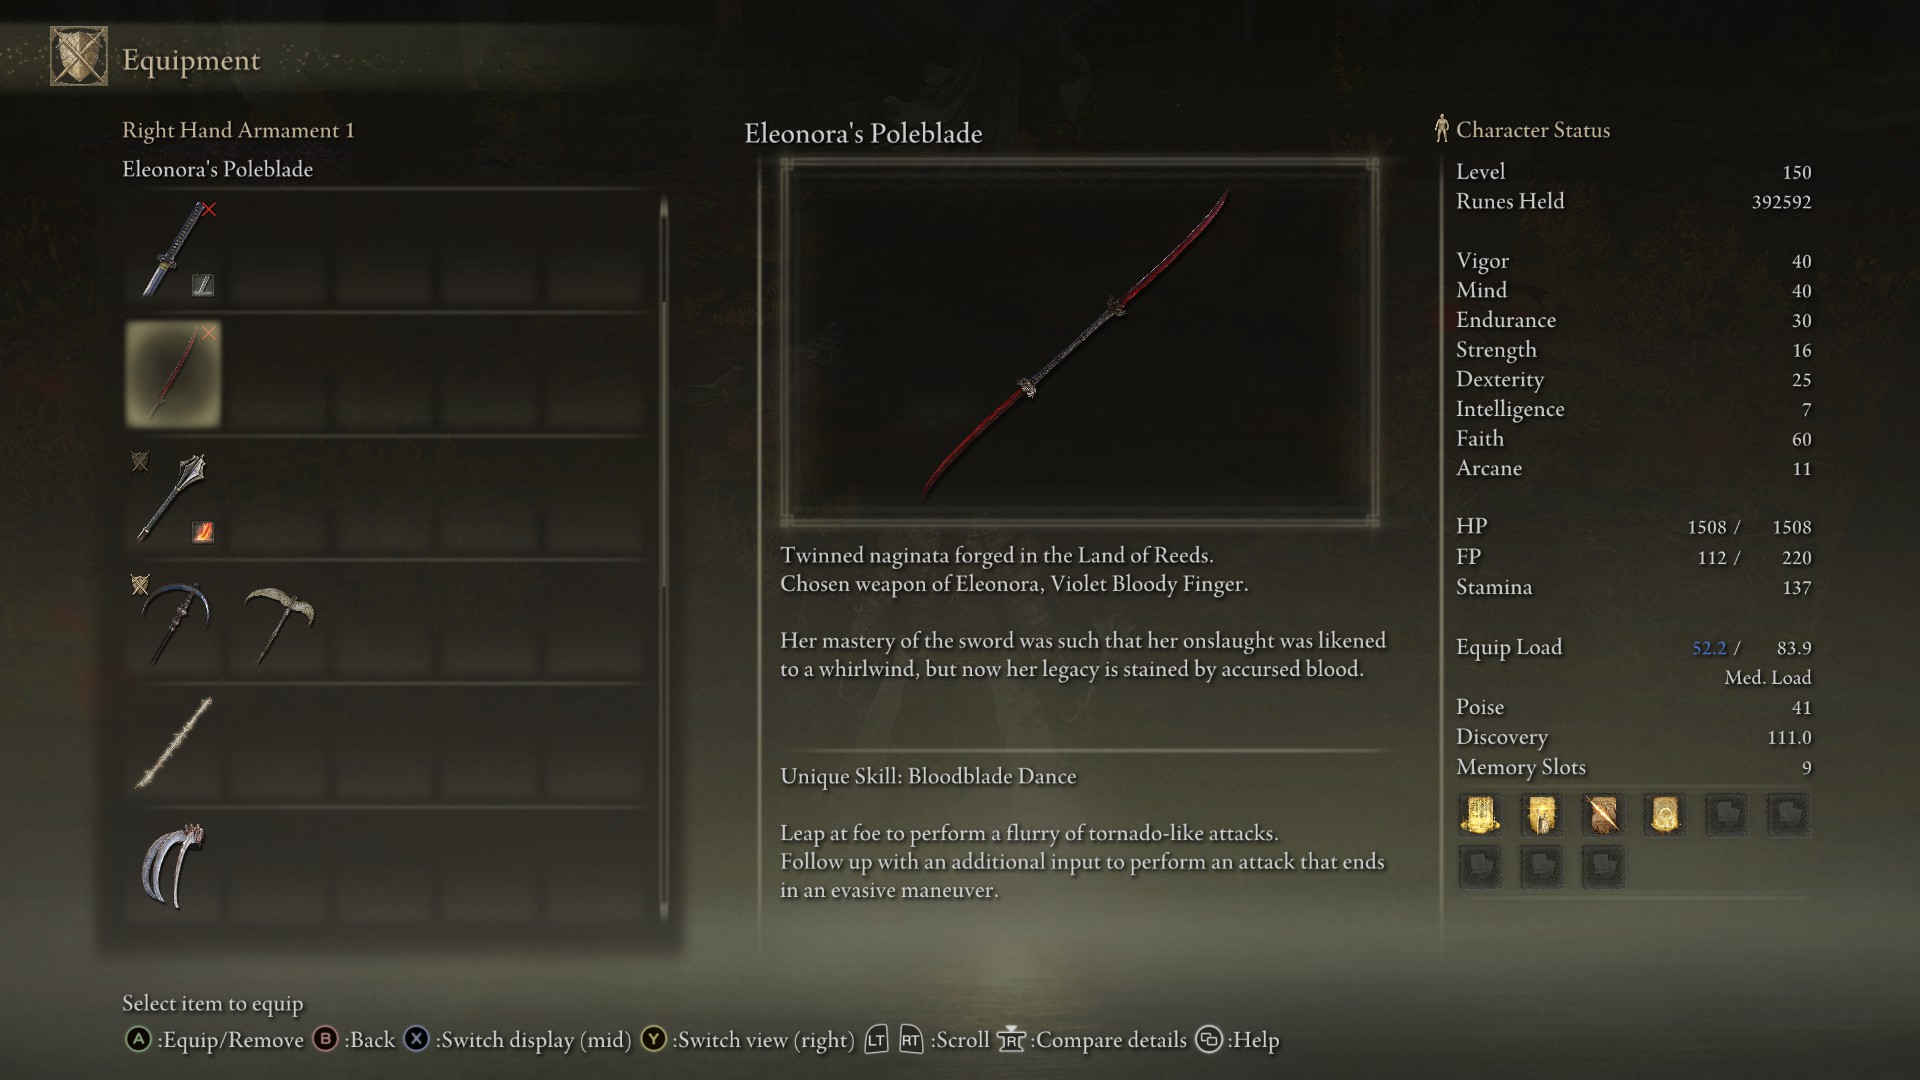 Equipment
Right Hand Armament 1
Eleonora's Poleblade
Eleonora's Poleblade
Twinned naginata forged in the Land of Reeds.
Chosen weapon of Eleonora, Violet Bloody Finger.
Her mastery of the sword was such that her onslaught was likened
to a whirlwind, but now her legacy is stained by accursed blood.
Unique Skill: Bloodblade Dance
Leap at foe to perform a flurry of tornado-like attacks.
Follow up with an additional input to perform an attack that ends
in an evasive maneuver.
Character Status
Level 150
Runes Held 392592
Vigor 40
Mind 40
Endurance 30
Strength 16
Dexterity 25
Intelligence 7
Faith 60
Arcane 11
HP 1508 / 1508
FP 112 / 220
Stamina 137
Equip Load 52.2 / 83.9
Med. Load
Poise 41
Discovery 111.0
Memory Slots 9
Select item to equip
A :Equip/Remove B :Back X :Switch display (mid) Y :Switch view (right) LT RT :Scroll R :Compare details :Help